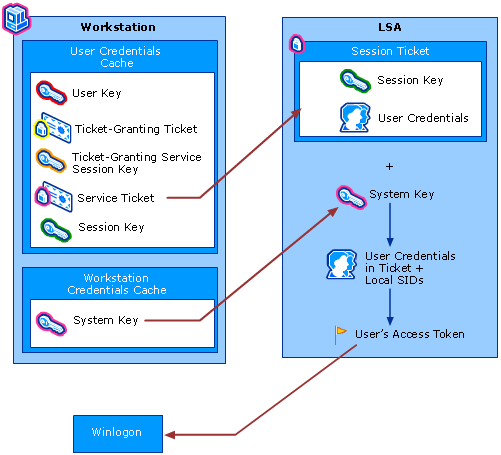 Workstation
User Credentials
Cache
User Key
Ticket-Granting Ticket
Ticket-Granting Service
Session Key
Service Ticket
Session Key
Workstation
Credentials Cache
System Key
LSA
Session Ticket
Session Key
User Credentials
+
System Key
User Credentials
in Ticket +
Local SIDs
User's Access Token
Winlogon